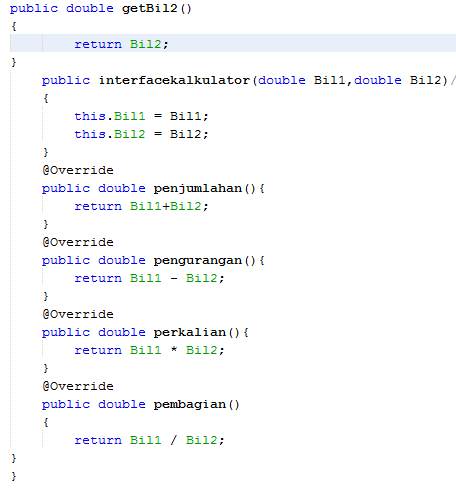 public double getBil2()
{
return Bil2;
}
public interfacekalkulator(double Bil1,double Bil2)/
{
this.Bil1 = Bil1;
this.Bil2 = Bil2;
}
@Override
public double penjumlahan(){
return Bil1+Bil2;
}
@Override
public double pengurangan(){
return Bil1 - Bil2;
}
@Override
public double perkalian(){
return Bil1 * Bil2;
}
@Override
public double pembagian()
{
return Bil1 / Bil2;
}
}